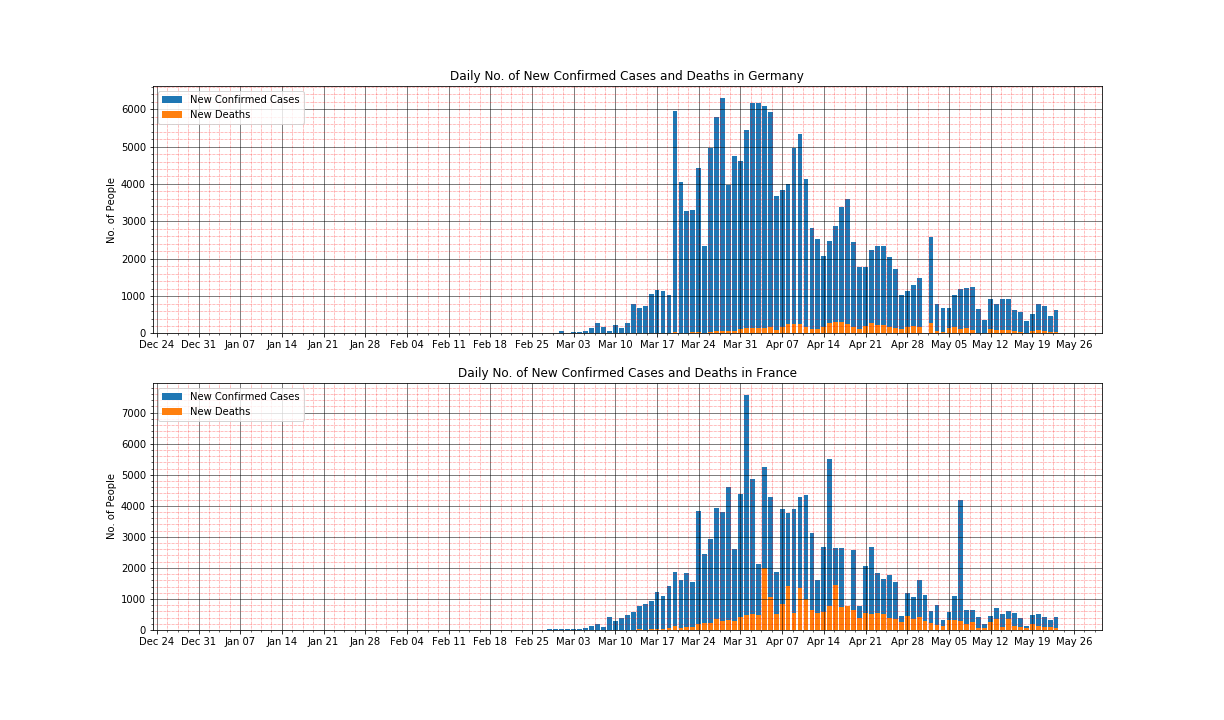 Daily No. of New Confirmed Cases and Deaths in Germany
New Confirmed Cases
New Deaths
No. of People
6000
5000
4000
3000
2000
1000
0
Dec 24 Dec 31 Jan 07 Jan 14 Jan 21 Jan 28 Feb 04 Feb 11 Feb 18 Feb 25 Mar 03 Mar 10 Mar 17 Mar 24 Mar 31 Apr 07 Apr 14 Apr 21 Apr 28 May 05 May 12 May 19 May 26
Daily No. of New Confirmed Cases and Deaths in France
New Confirmed Cases
New Deaths
No. of People
7000
6000
5000
4000
3000
2000
1000
0
Dec 24 Dec 31 Jan 07 Jan 14 Jan 21 Jan 28 Feb 04 Feb 11 Feb 18 Feb 25 Mar 03 Mar 10 Mar 17 Mar 24 Mar 31 Apr 07 Apr 14 Apr 21 Apr 28 May 05 May 12 May 19 May 26